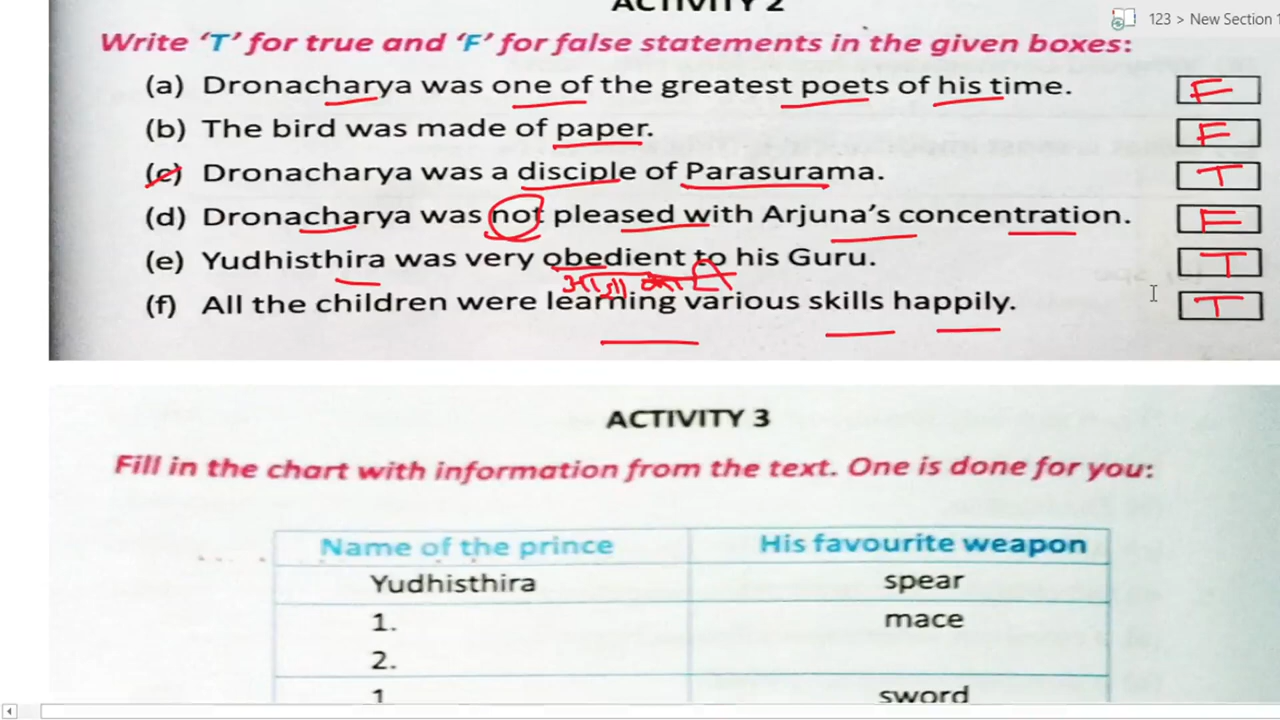 ACTIVITY 2
123 > New Section 1
Write ‘T’ for true and ‘F’ for false statements in the given boxes:
(a) Dronacharya was one of the greatest poets of his time. F
(b) The bird was made of paper. F
(c) Dronacharya was a disciple of Parasurama. T
(d) Dronacharya was not pleased with Arjuna’s concentration. F
(e) Yudhisthira was very obedient to his Guru. T
(f) All the children were learning various skills happily. T
ACTIVITY 3
Fill in the chart with information from the text. One is done for you:
Name of the prince His favourite weapon
Yudhisthira spear
1. mace
2.
1 sword